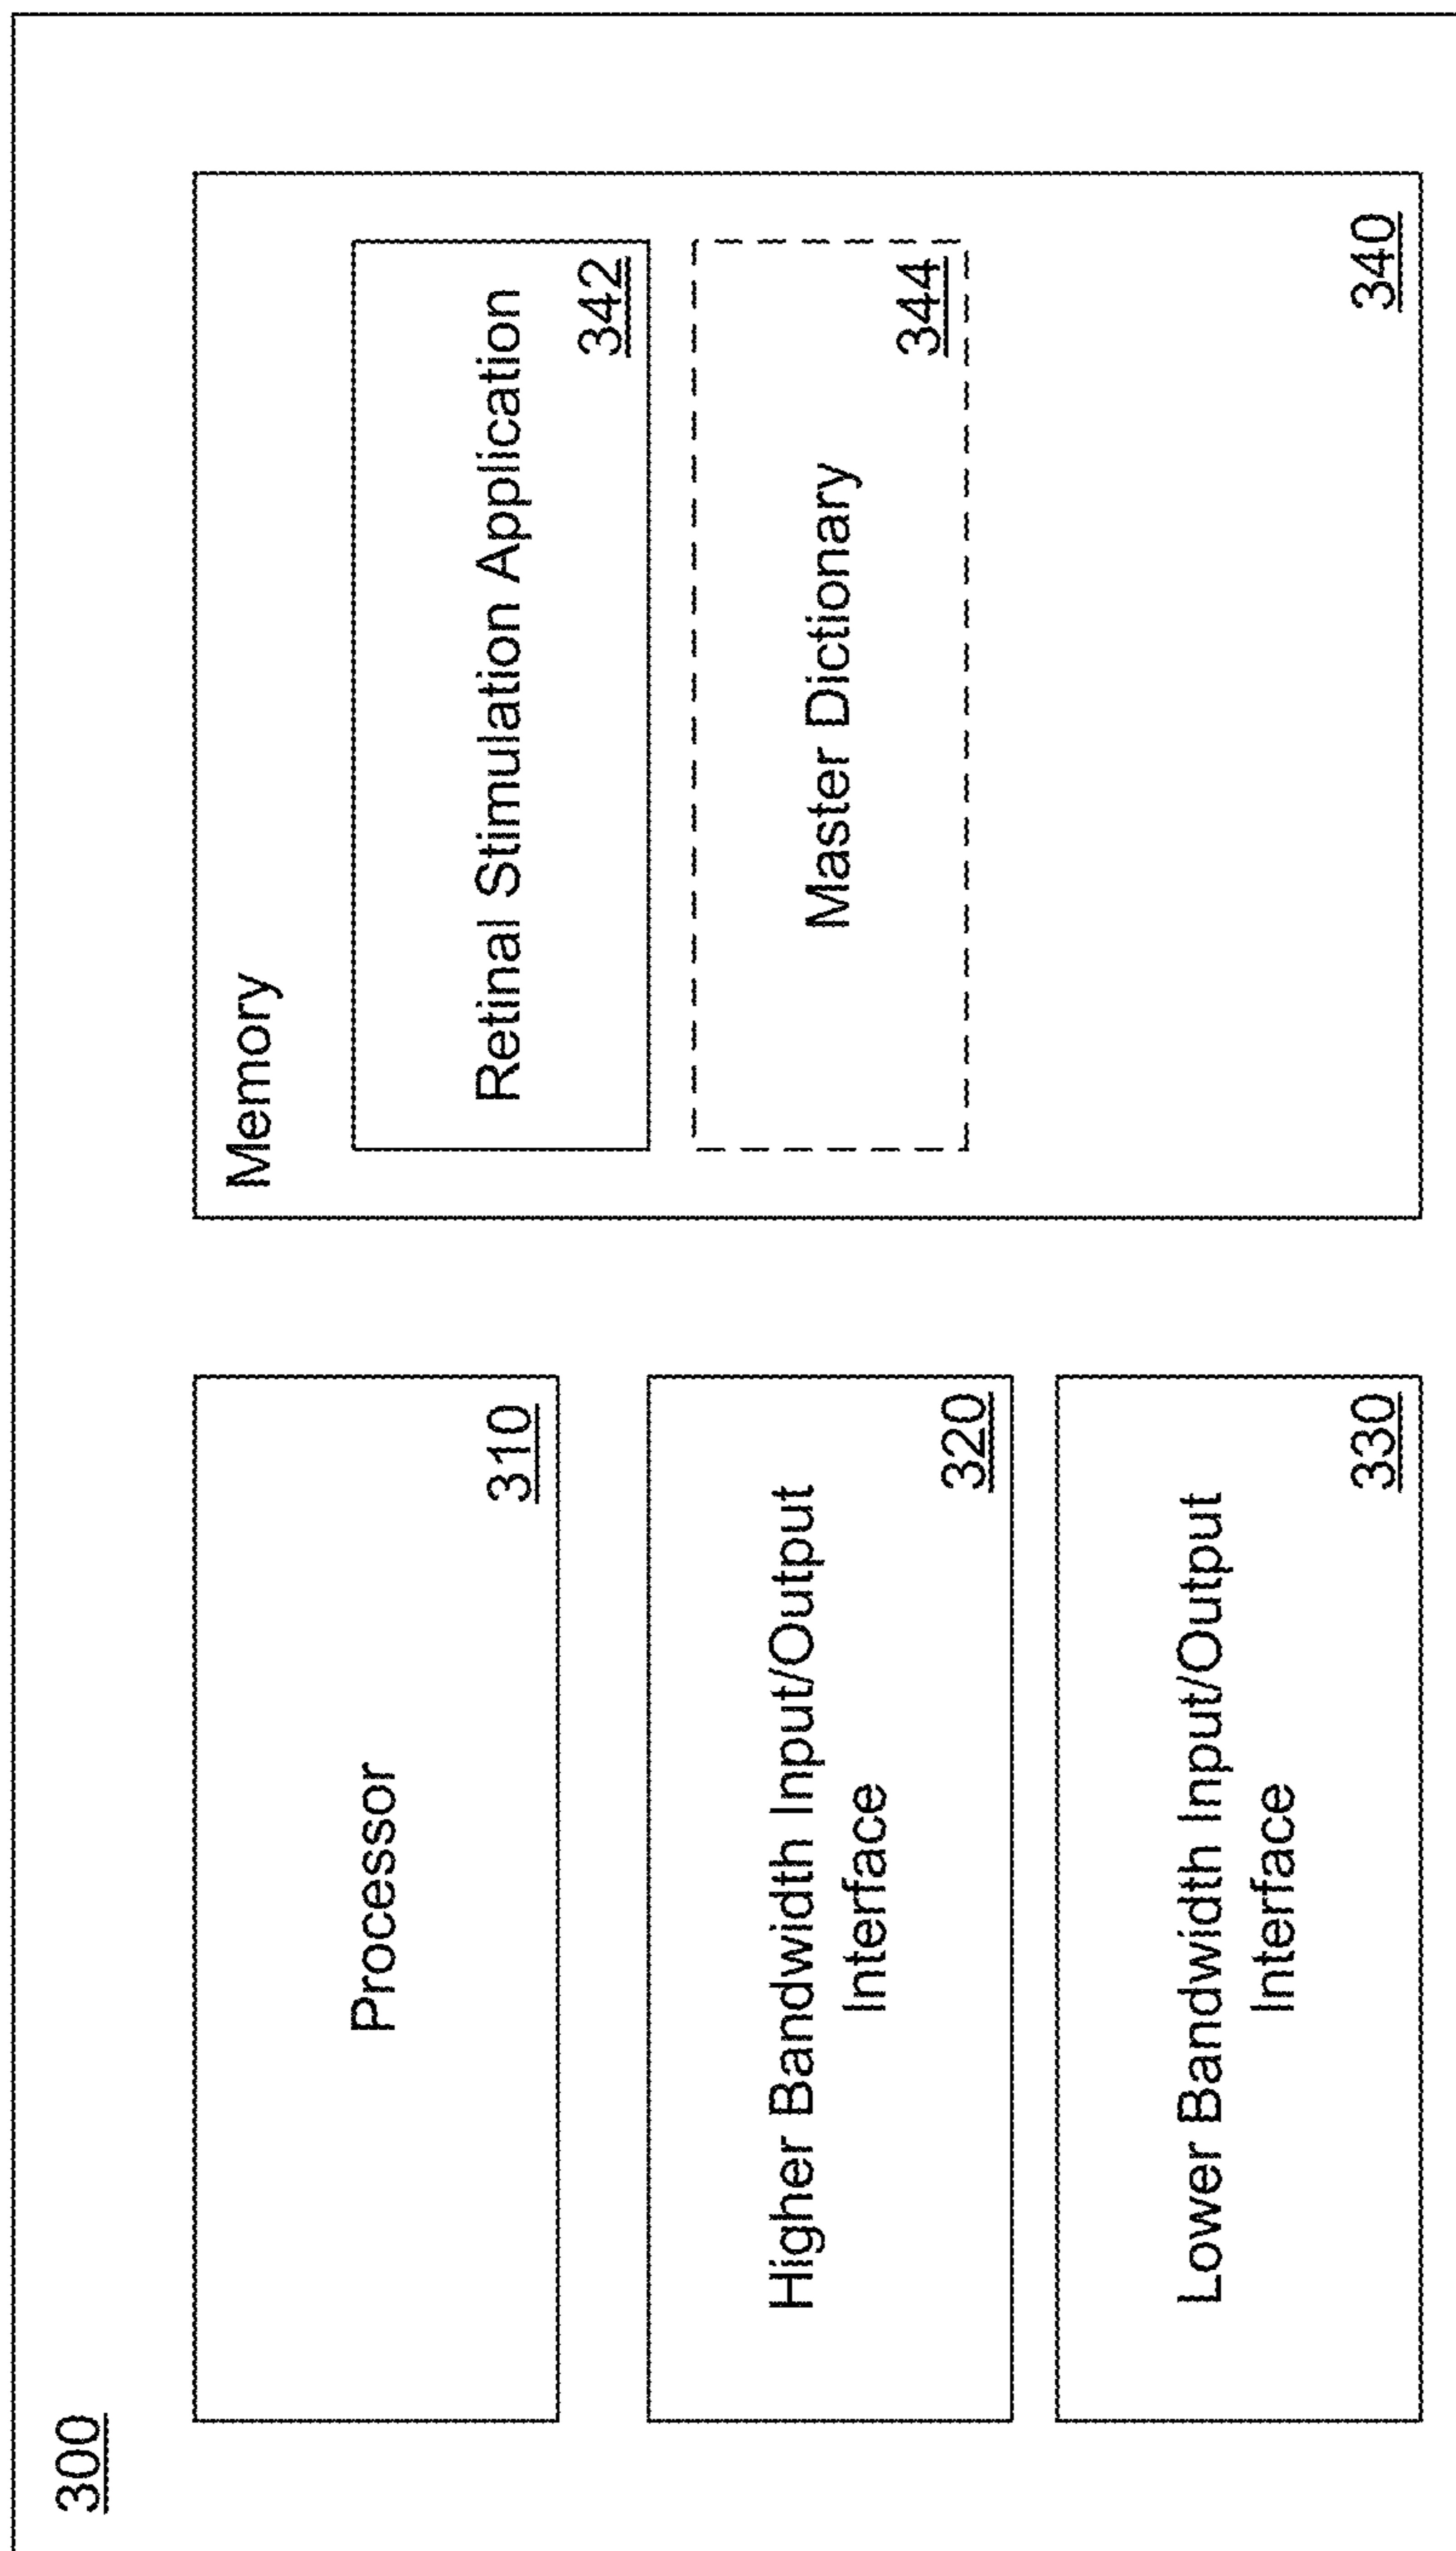 300
Processor
310
Higher Bandwidth Input/Output
Interface
320
Lower Bandwidth Input/Output
Interface
330
Memory
Retinal Stimulation Application
342
Master Dictionary
344
340